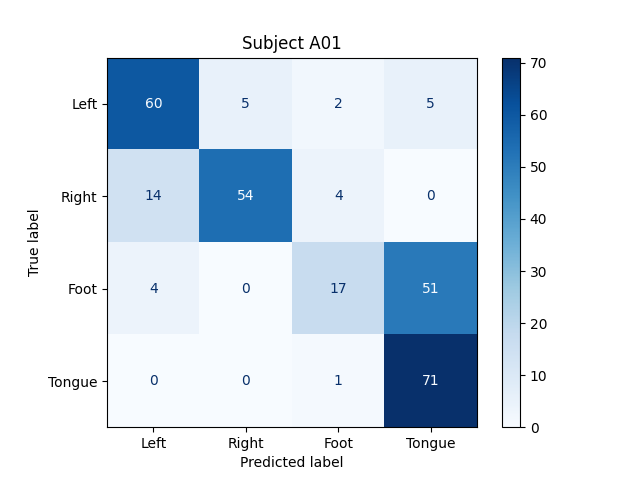 Subject A01
True label
Left 60 5 2 5
Right 14 54 4 0
Foot 4 0 17 51
Tongue 0 0 1 71
Left Right Foot Tongue
Predicted label
70
60
50
40
30
20
10
0